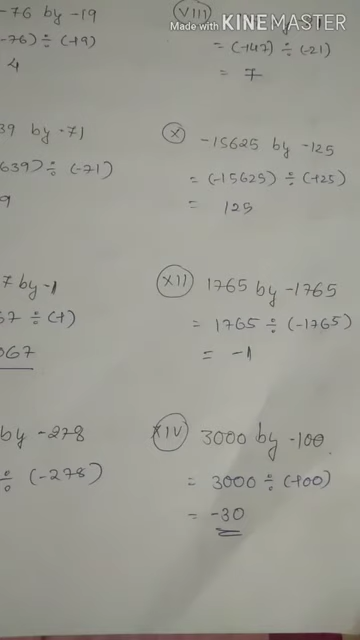 -76 by -19
-76) ÷ (-19)
4
VIII
Made with KINEMASTER
= (-147) ÷ (-21)
= 7
39 by -71
639) ÷ (-71)
9
X -15625 by -125
= (-15625) ÷ (-125)
= 125
7 by -1
67 ÷ (-1)
067
XII 1765 by -1765
= 1765 ÷ (-1765)
= -1
by -278
÷ (-278)
XIV 3000 by -100
= 3000 ÷ (-100)
= -30